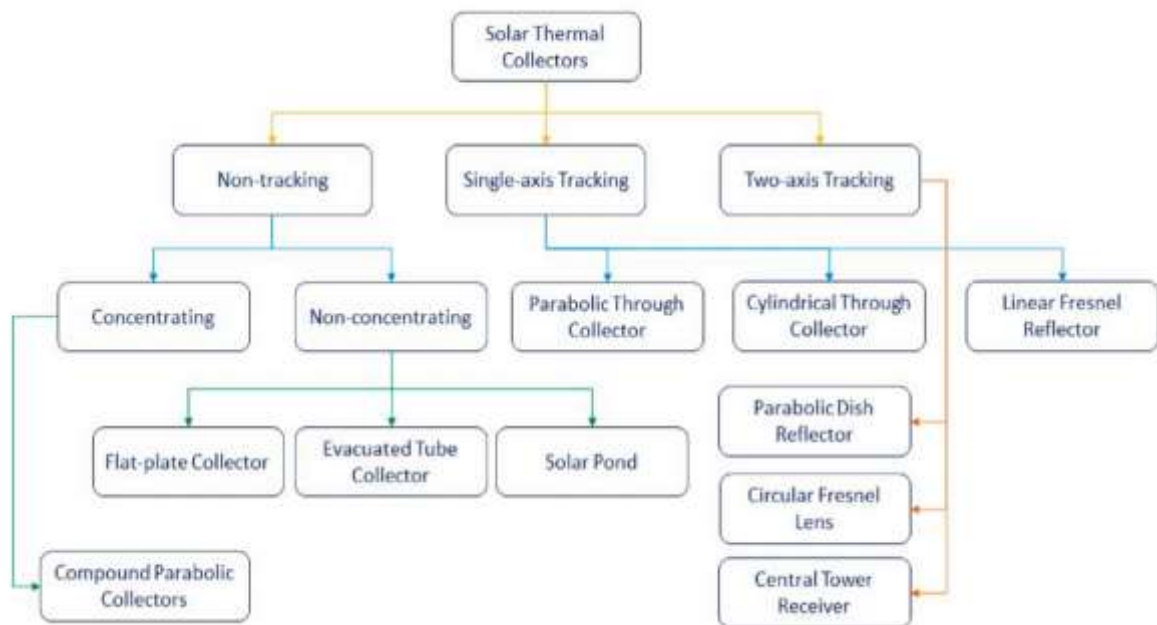 Solar Thermal
Collectors
Non-tracking
Single-axis Tracking
Two-axis Tracking
Concentrating
Non-concentrating
Parabolic Through
Collector
Cylindrical Through
Collector
Linear Fresnel
Reflector
Flat-plate Collector
Evacuated Tube
Collector
Solar Pond
Parabolic Dish
Reflector
Circular Fresnel
Lens
Compound Parabolic
Collectors
Central Tower
Receiver